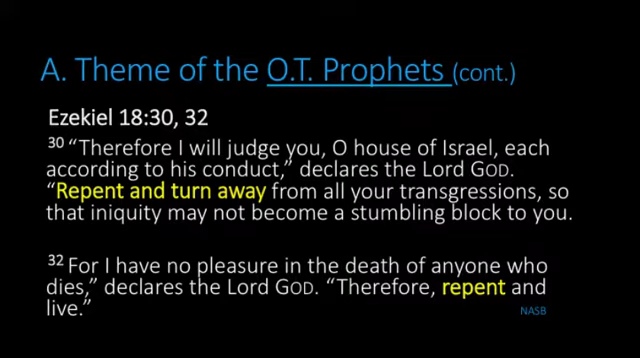 A. Theme of the O.T. Prophets (cont.)
Ezekiel 18:30, 32
30 “Therefore I will judge you, O house of Israel, each
according to his conduct,” declares the Lord GOD.
“Repent and turn away from all your transgressions, so
that iniquity may not become a stumbling block to you.
32 For I have no pleasure in the death of anyone who
dies,” declares the Lord GOD. “Therefore, repent and
live.”
NASB